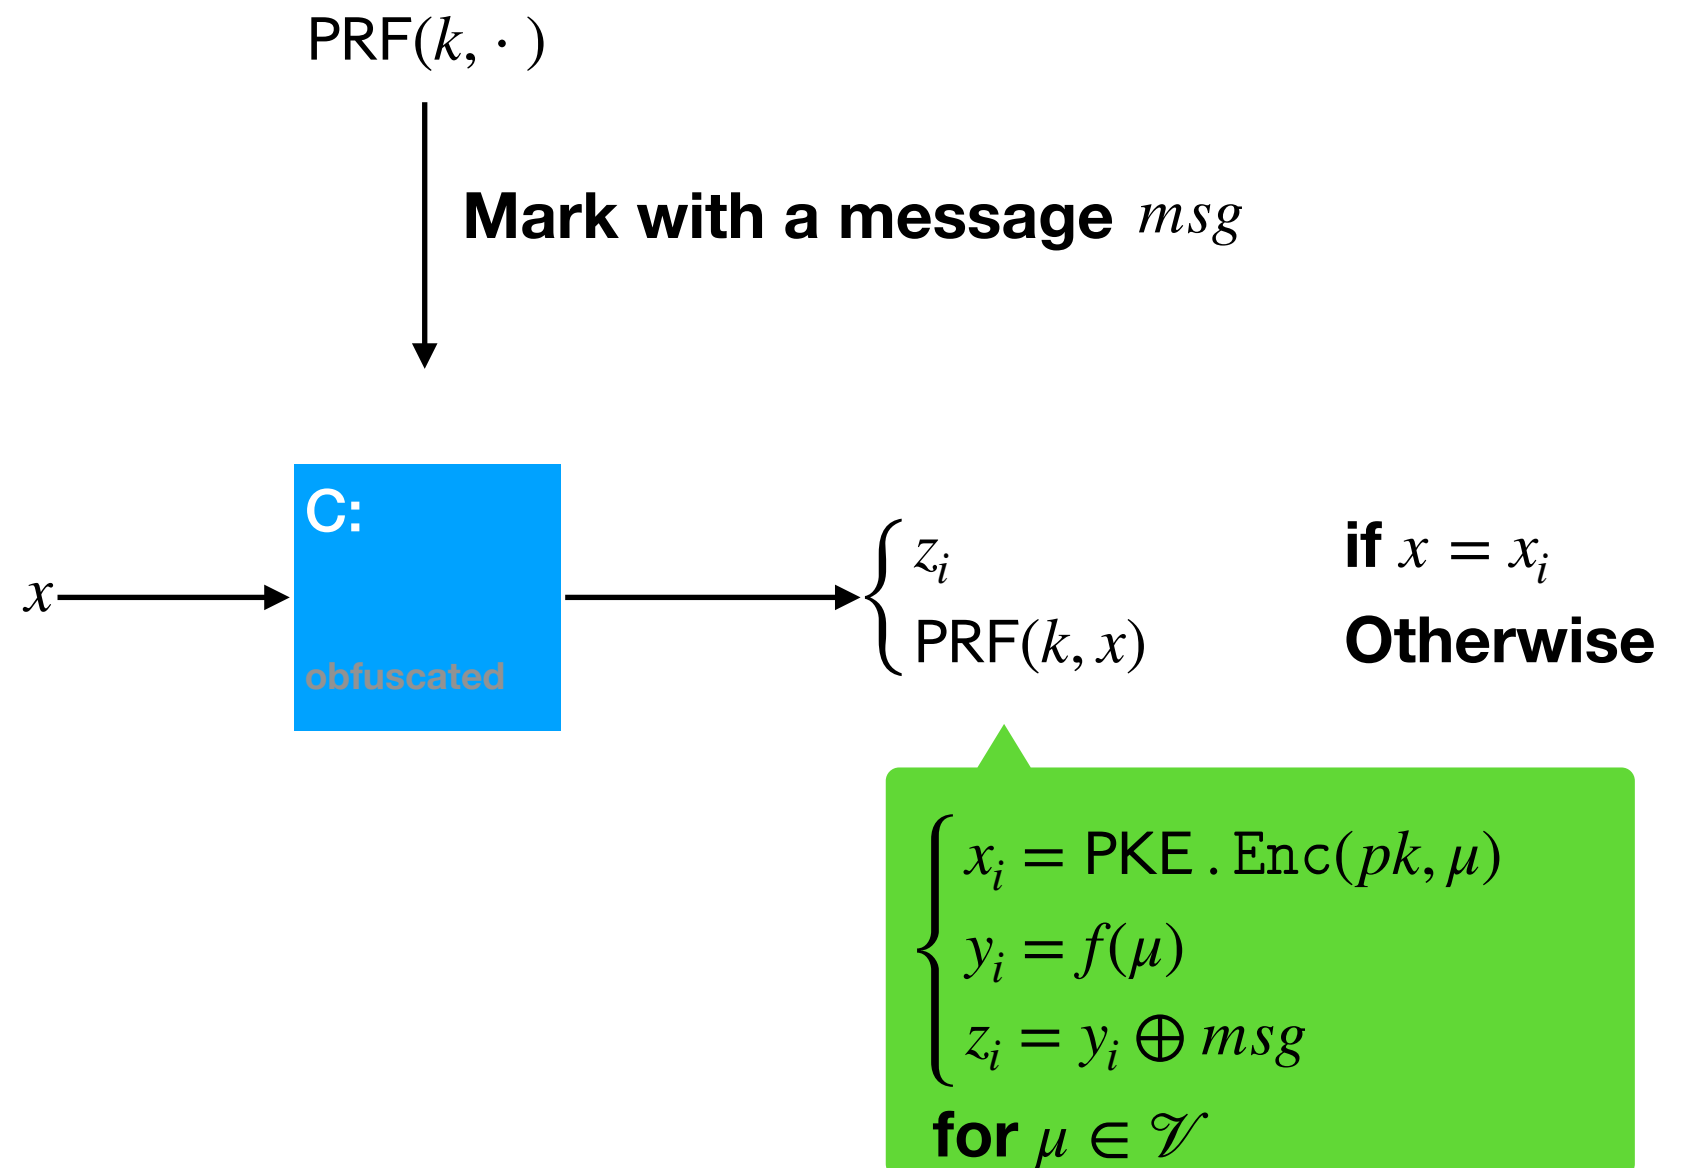 PRF(k, · )
Mark with a message msg
C:
obfuscated
x
z_i if x = x_i
PRF(k, x) Otherwise
x_i = PKE . Enc(pk, μ)
y_i = f(μ)
z_i = y_i ⊕ msg
for μ ∈ 𝒱